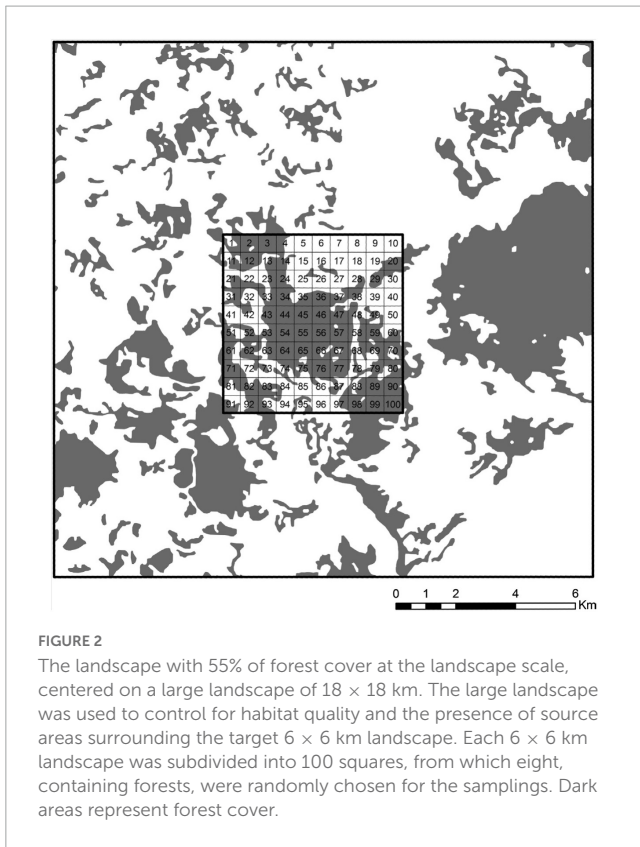 1 2 3 4 5 6 7 8 9 10
11 12 13 14 15 16 17 18 19 20
21 22 23 24 25 26 27 28 29 30
31 32 33 34 35 36 37 38 39 40
41 42 43 44 45 46 47 48 49 50
51 52 53 54 55 56 57 58 59 60
61 62 63 64 65 66 67 68 69 70
71 72 73 74 75 76 77 78 79 80
81 82 83 84 85 86 87 83 89 90
91 92 93 94 95 96 97 98 99 100
0 1 2 4 6
Km
FIGURE 2
The landscape with 55% of forest cover at the landscape scale,
centered on a large landscape of 18 × 18 km. The large landscape
was used to control for habitat quality and the presence of source
areas surrounding the target 6 × 6 km landscape. Each 6 × 6 km
landscape was subdivided into 100 squares, from which eight,
containing forests, were randomly chosen for the samplings. Dark
areas represent forest cover.